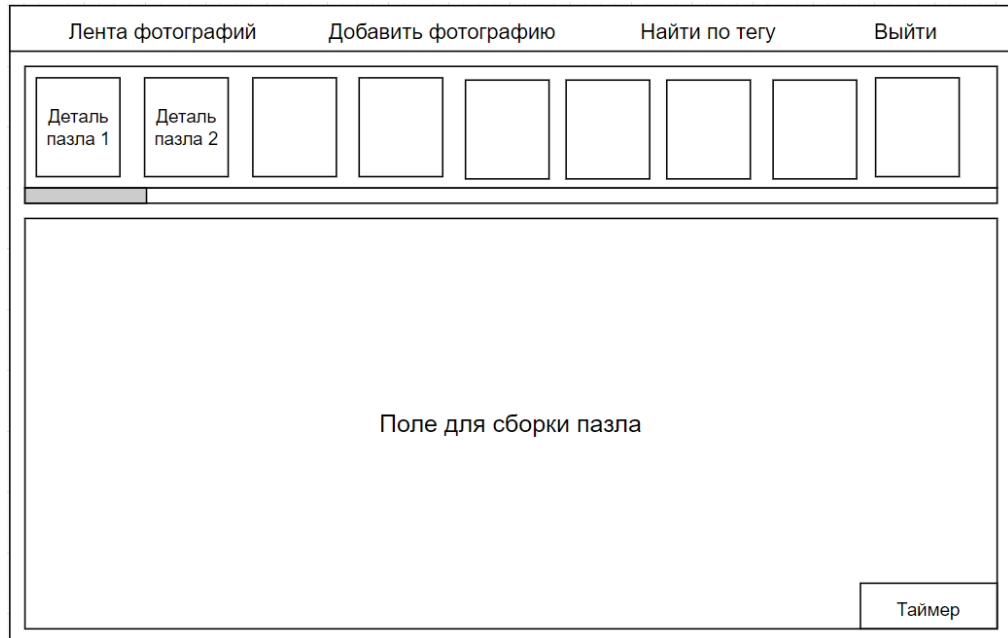 Лента фотографий Добавить фотографию Найти по тегу Выйти
Деталь
пазла 1
Деталь
пазла 2
Поле для сборки пазла
Таймер